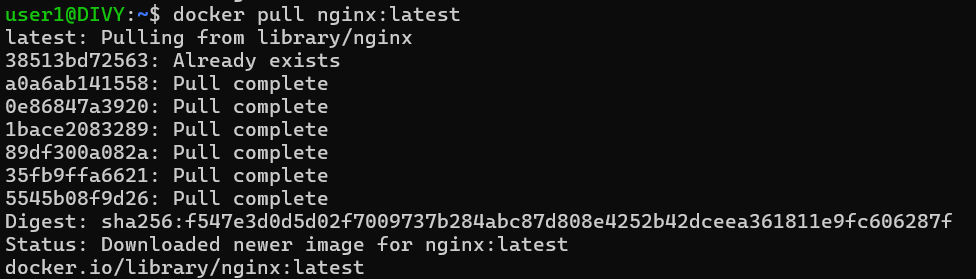 user1@DIVY:~$ docker pull nginx:latest
latest: Pulling from library/nginx
38513bd72563: Already exists
a0a6ab141558: Pull complete
0e86847a3920: Pull complete
1bace2083289: Pull complete
89df300a082a: Pull complete
35fb9ffa6621: Pull complete
5545b08f9d26: Pull complete
Digest: sha256:f547e3d0d5d02f7009737b284abc87d808e4252b42dceea361811e9fc606287f
Status: Downloaded newer image for nginx:latest
docker.io/library/nginx:latest